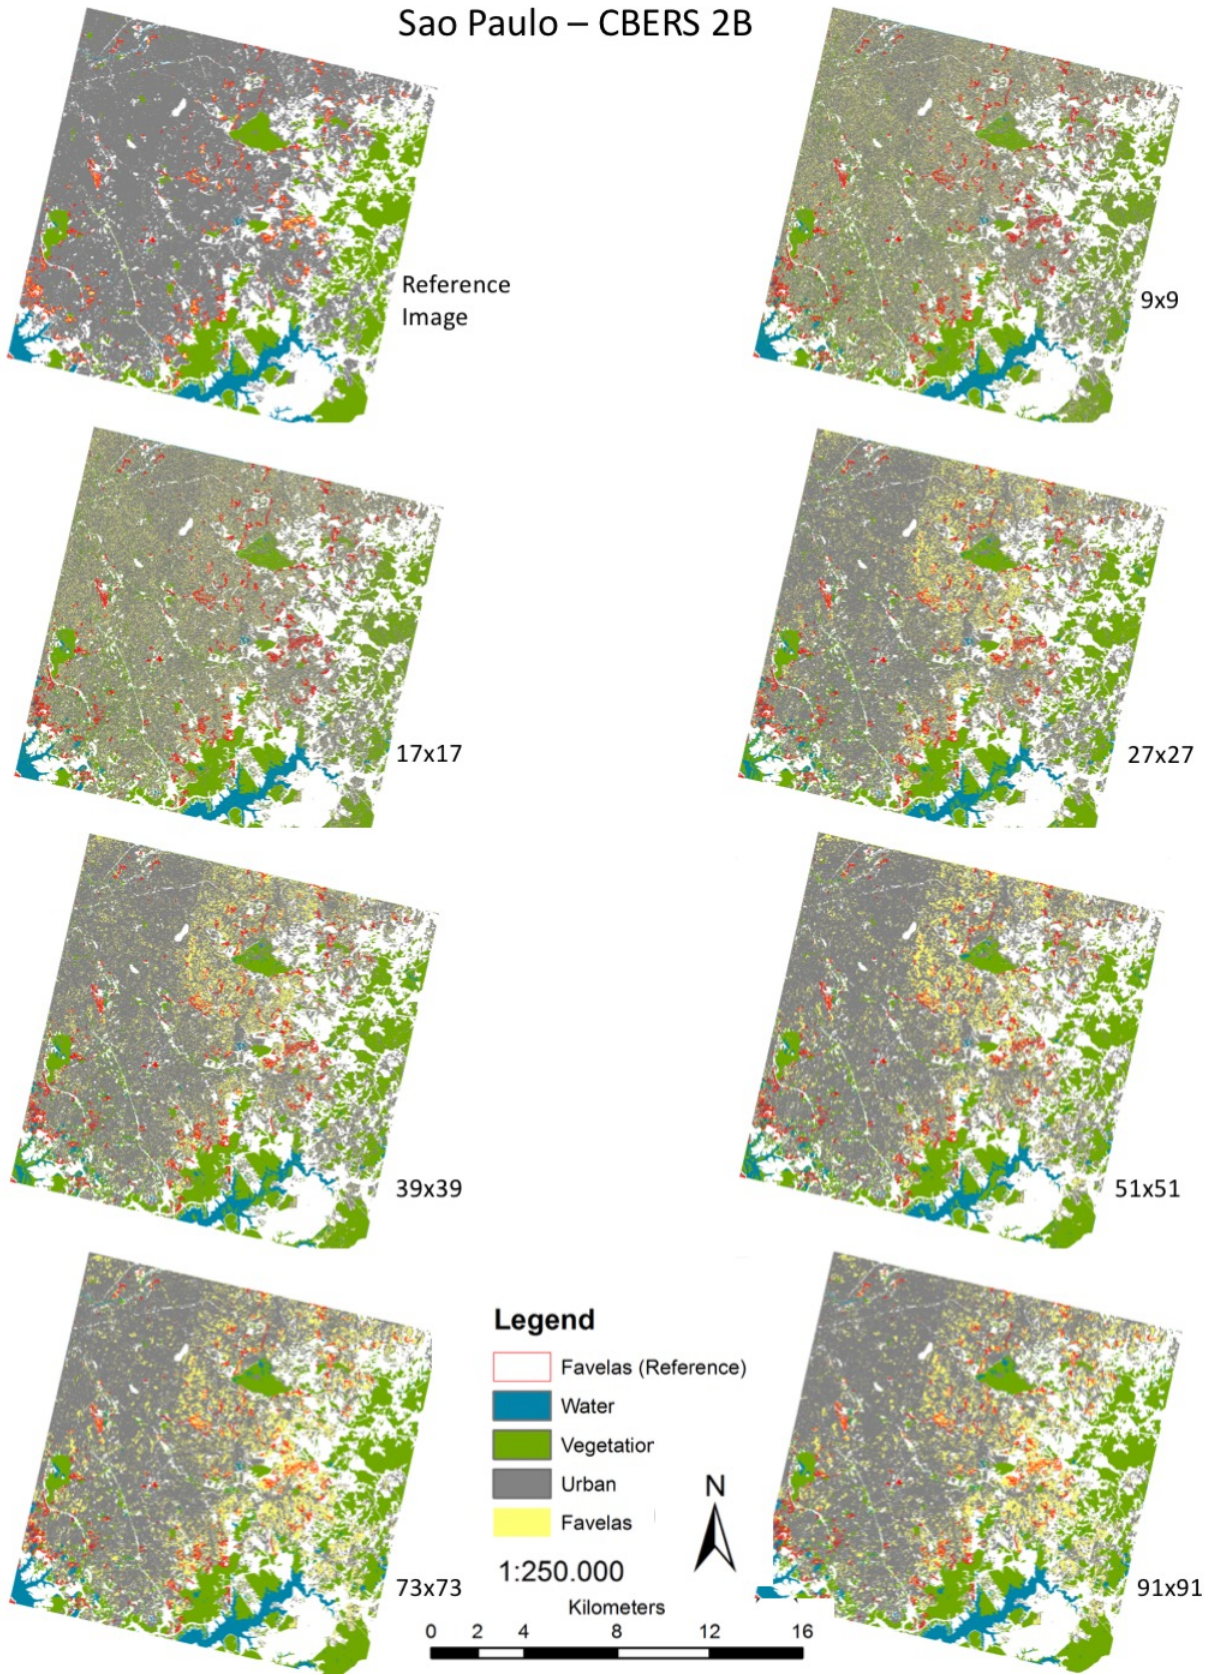 Sao Paulo – CBERS 2B
Reference
Image
9x9
17x17
27x27
39x39
51x51
Legend
Favelas (Reference)
Water
Vegetation
Urban
Favelas
N
1:250.000
Kilometers
0 2 4 8 12 16
73x73
91x91